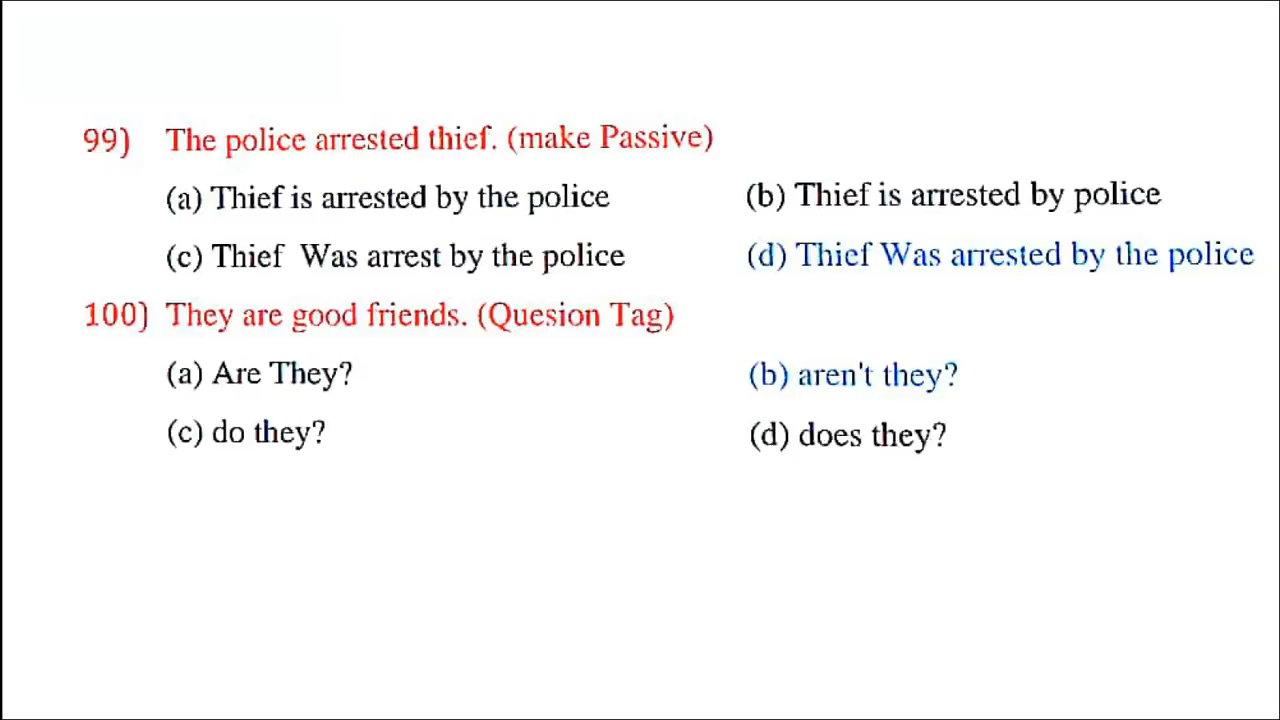 99) The police arrested thief. (make Passive)
(a) Thief is arrested by the police (b) Thief is arrested by police
(c) Thief Was arrest by the police (d) Thief Was arrested by the police
100) They are good friends. (Quesion Tag)
(a) Are They? (b) aren't they?
(c) do they? (d) does they?